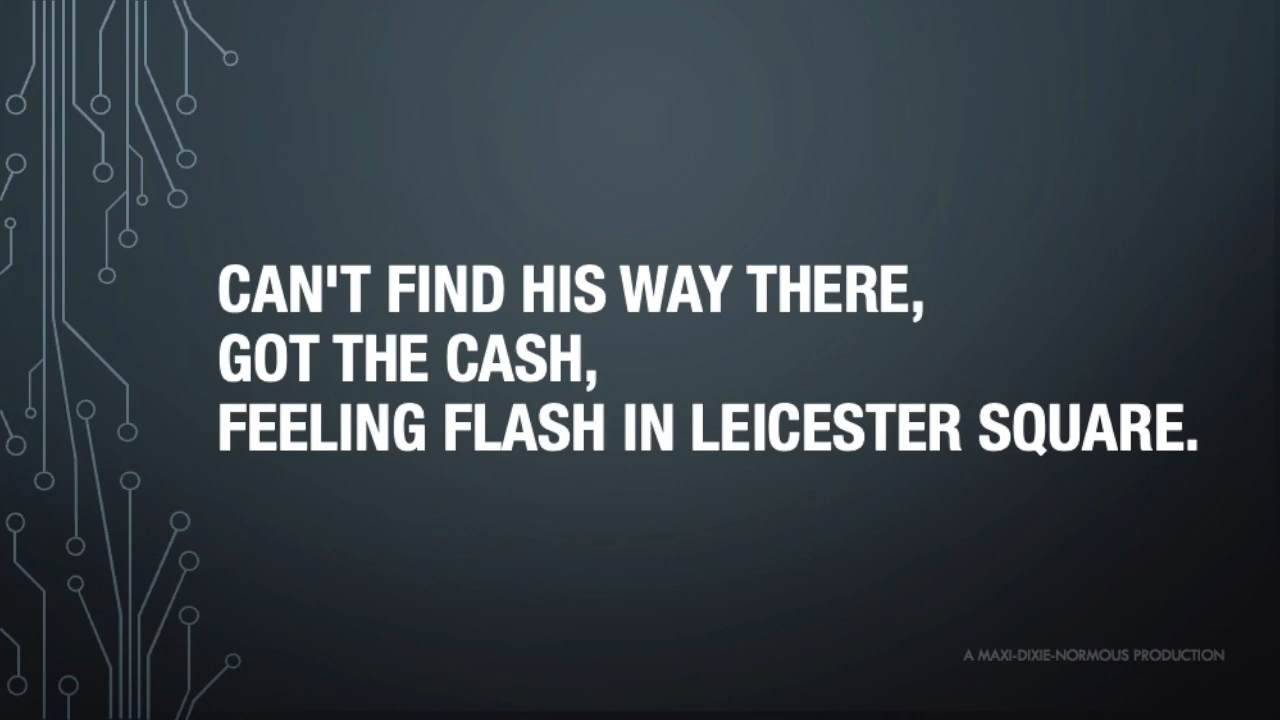 CAN'T FIND HIS WAY THERE,
GOT THE CASH,
FEELING FLASH IN LEICESTER SQUARE.
A MAXI-DIXIE-NORMOUS PRODUCTION